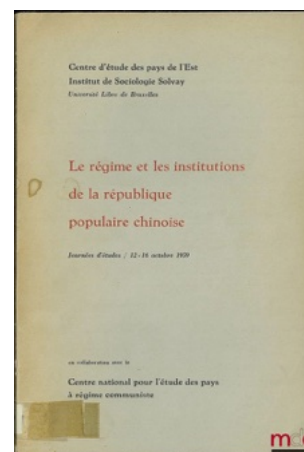 Centre d'étude des pays de l'Est
Institut de Sociologie Solvay
Université Libre de Bruxelles
Le régime et les institutions
de la république
populaire chinoise
Journées d'études / 12-16 octobre 1959
en collaboration avec le
Centre national pour l'étude des pays
à régime communiste